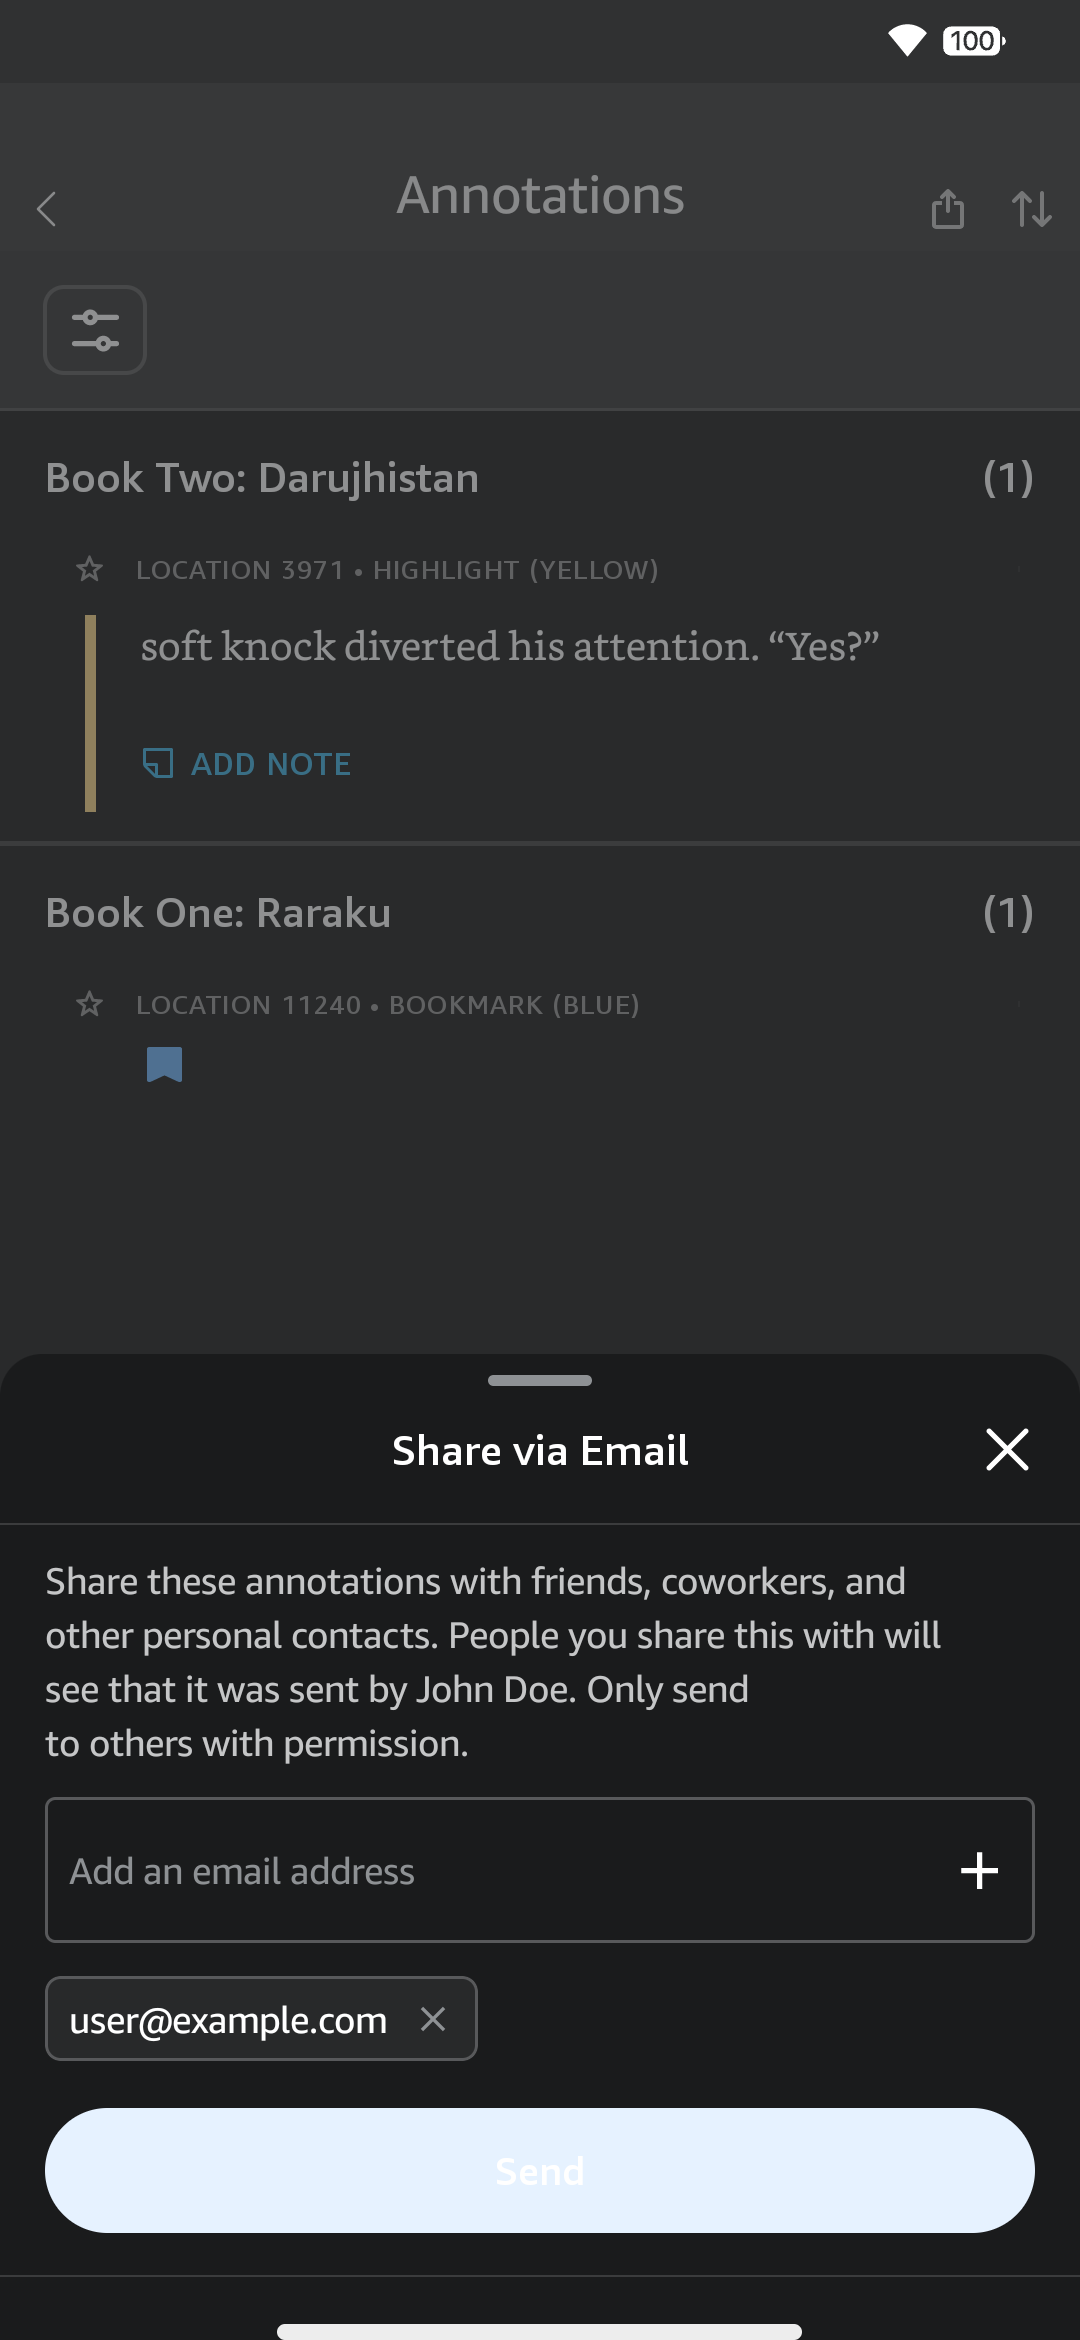 100
Annotations
Book Two: Darujhistan (1)
LOCATION 3971 • HIGHLIGHT (YELLOW)
soft knock diverted his attention. “Yes?”
ADD NOTE
Book One: Raraku (1)
LOCATION 11240 • BOOKMARK (BLUE)
Share via Email
Share these annotations with friends, coworkers, and
other personal contacts. People you share this with will
see that it was sent by John Doe. Only send
to others with permission.
Add an email address
user@example.com
Send